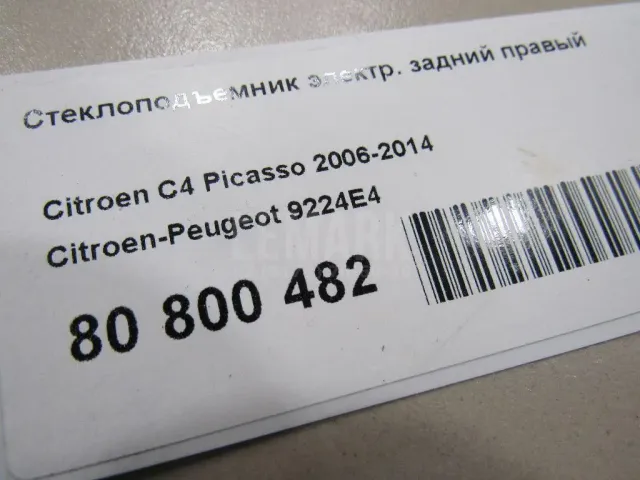 Стеклоподъемник электр. задний правый
Citroen C4 Picasso 2006-2014
Citroen-Peugeot 9224E4
80 800 482